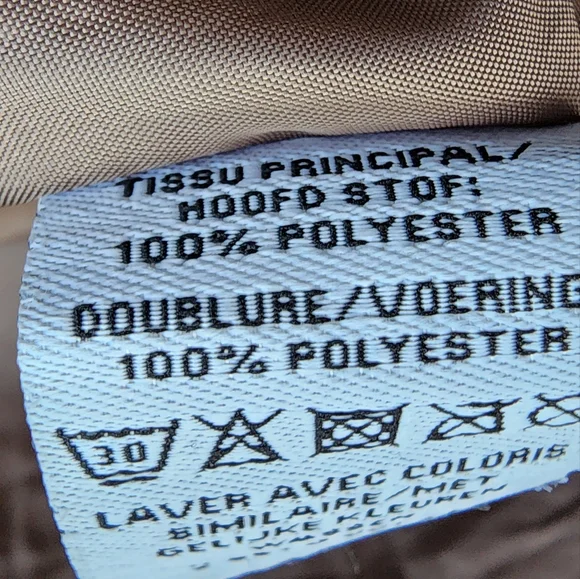 TISSU PRINCIPAL/
HOOFD STOF:
100% POLYESTER
DOUBLURE/VOERING
100% POLYESTER
30
LAVER AVEC COLORIS
SIMILAIRE/MET
GELIJKE KLEUREN